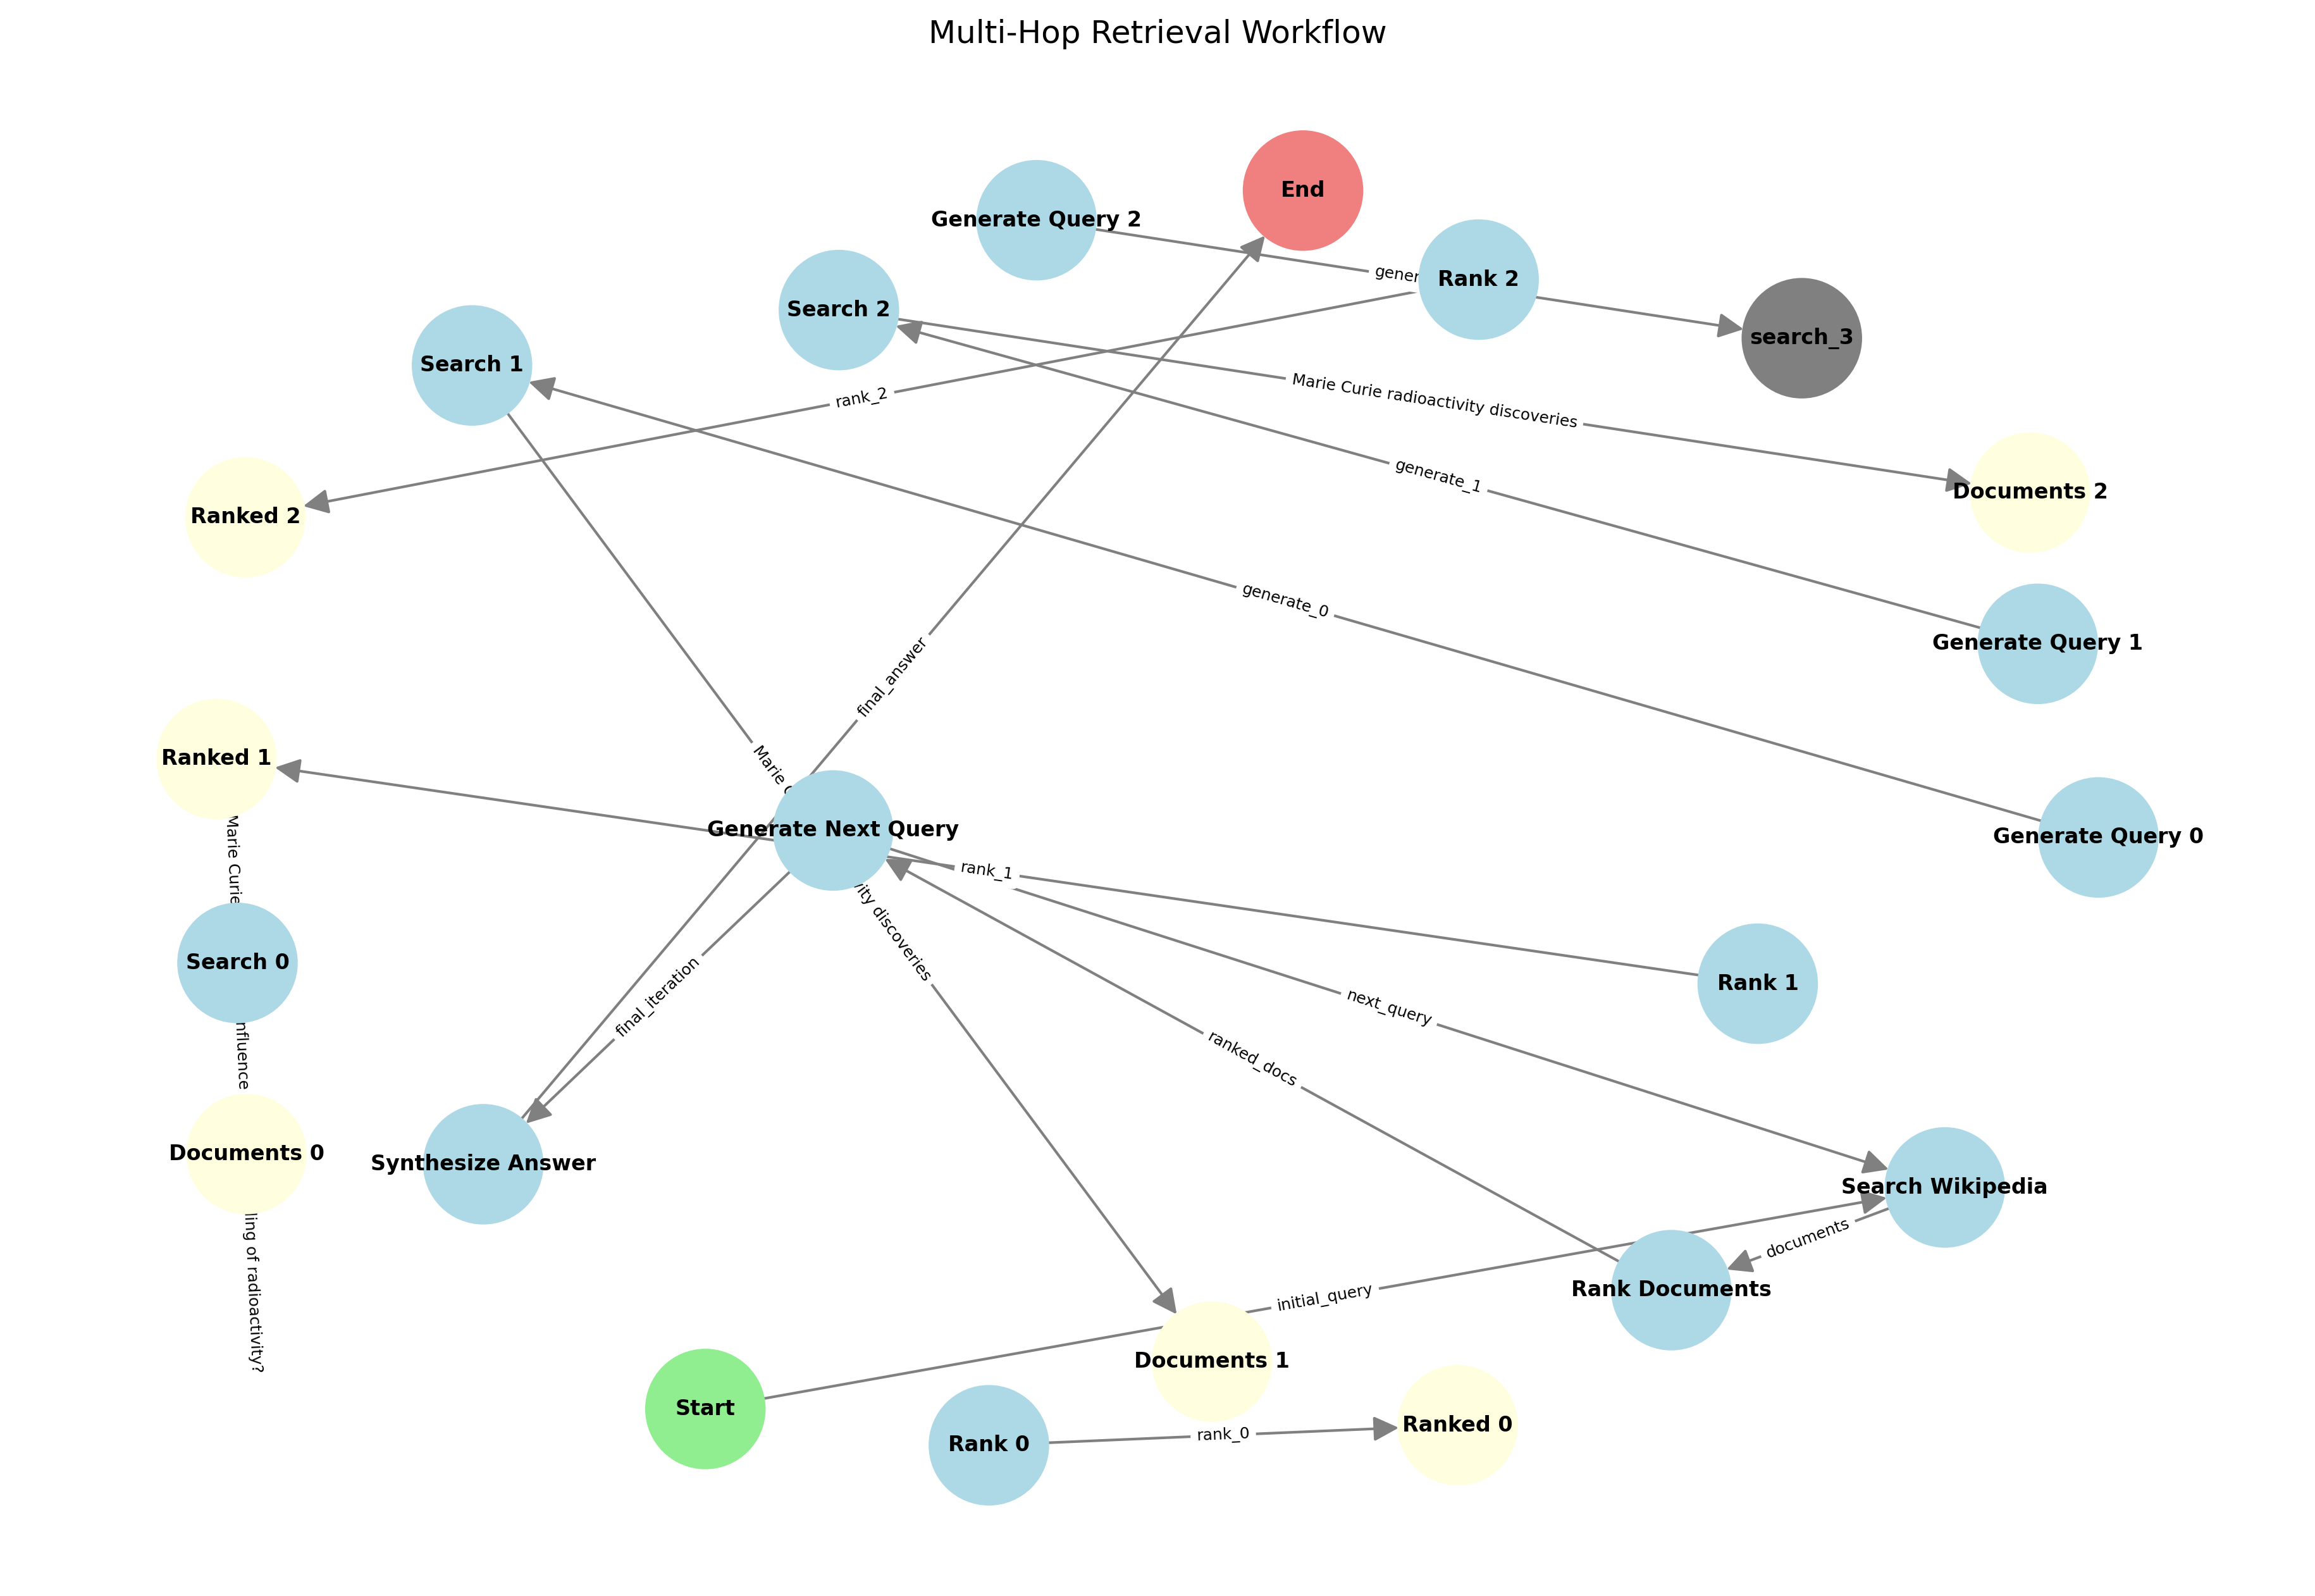 Multi-Hop Retrieval Workflow
End
Generate Query 2
gener
Rank 2
Search 2
search_3
Search 1
Marie Curie radioactivity discoveries
rank_2
generate_1
Documents 2
Ranked 2
generate_0
Generate Query 1
final_answer
Ranked 1
Marie
Generate Next Query
Generate Query 0
rank_1
Marie Curie
discoveries
Search 0
Rank 1
final_iteration
next_query
ranked_docs
Documents 0
Synthesize Answer
Search Wikipedia
documents
of radioactivity?
initial_query
Rank Documents
Documents 1
Start
Rank 0
rank_0
Ranked 0